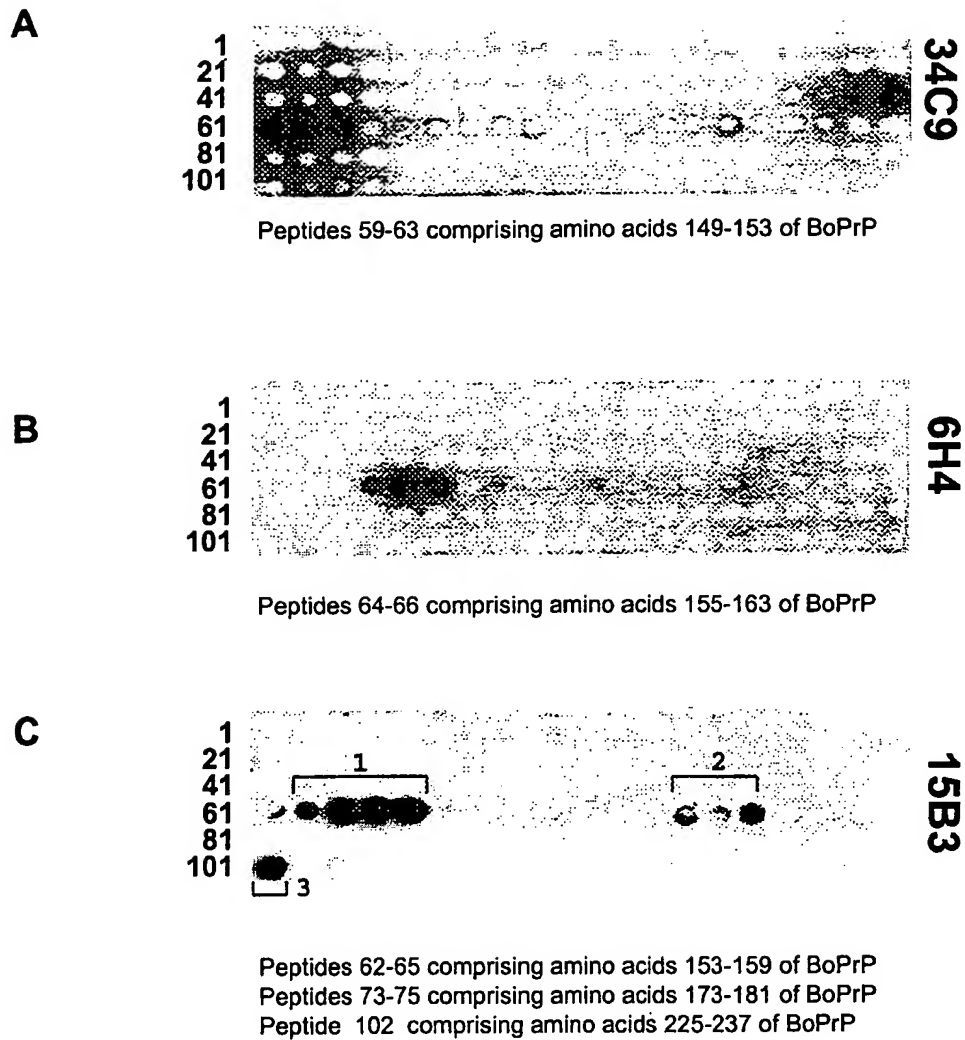 A
1
21
41
61
81
101
34C9
Peptides 59-63 comprising amino acids 149-153 of BoPrP
B
1
21
41
61
81
101
6H4
Peptides 64-66 comprising amino acids 155-163 of BoPrP
C
1
21
41
61
81
101
1
2
3
15B3
Peptides 62-65 comprising amino acids 153-159 of BoPrP
Peptides 73-75 comprising amino acids 173-181 of BoPrP
Peptide 102 comprising amino acids 225-237 of BoPrP